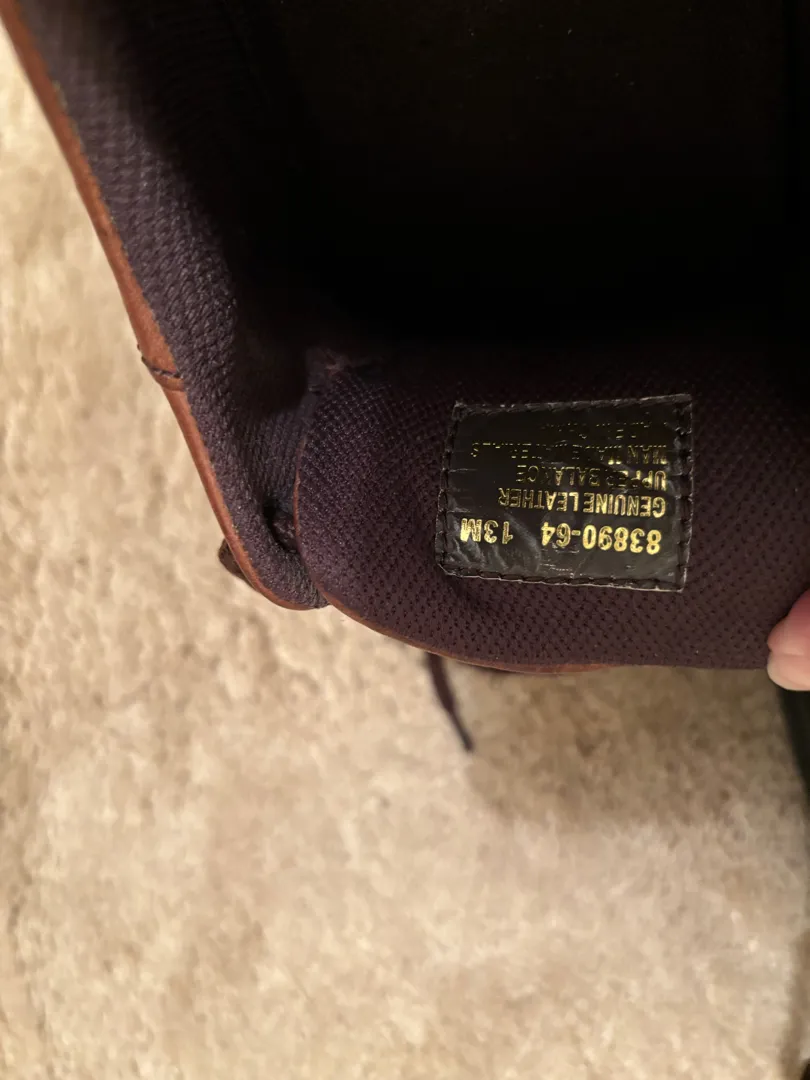 83890-64 13M
GENUINE LEATHER
UPPER BALANCE
MAN MADE MATERIALS